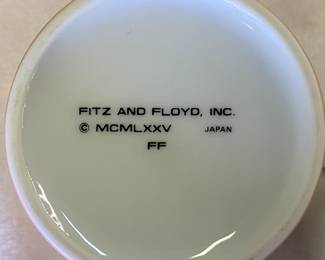 FITZ AND FLOYD, INC.
© MCMLXXV JAPAN
FF